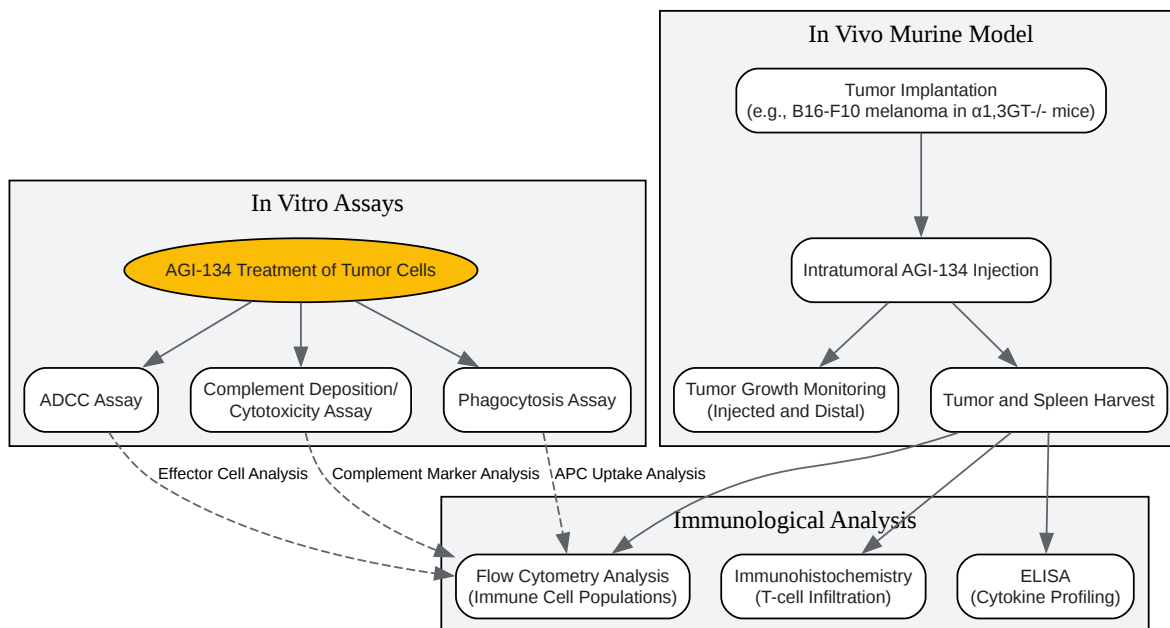 In Vivo Murine Model
Tumor Implantation
(e.g., B16-F10 melanoma in α1,3GT-/- mice)
In Vitro Assays
AGI-134 Treatment of Tumor Cells
Intratumoral AGI-134 Injection
ADCC Assay
Complement Deposition/
Cytotoxicity Assay
Phagocytosis Assay
Tumor Growth Monitoring
(Injected and Distal)
Tumor and Spleen Harvest
Effector Cell Analysis
Complement Marker Analysis
APC Uptake Analysis
Immunological Analysis
Flow Cytometry Analysis
(Immune Cell Populations)
Immunohistochemistry
(T-cell Infiltration)
ELISA
(Cytokine Profiling)